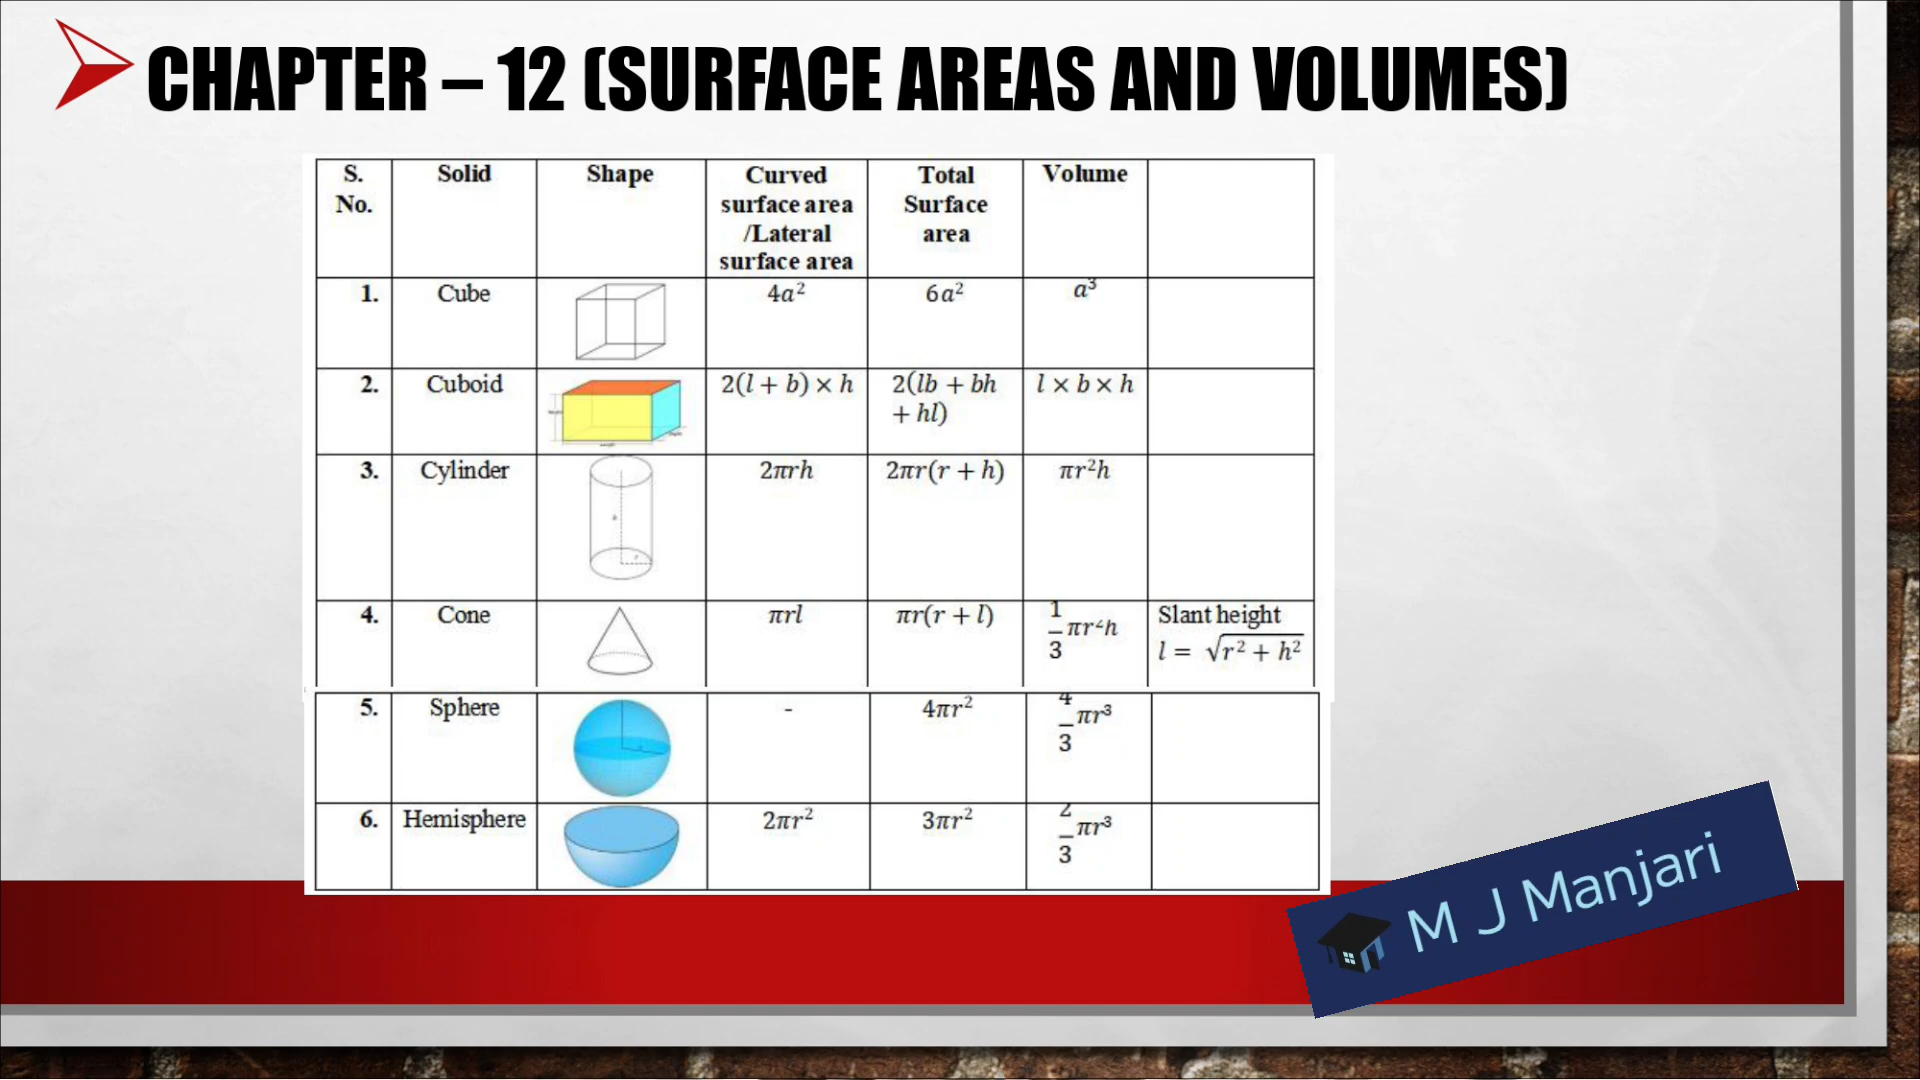 CHAPTER – 12 (SURFACE AREAS AND VOLUMES)
S. No. Solid Shape Curved surface area /Lateral surface area Total Surface area Volume
1. Cube 4a² 6a² a³
2. Cuboid 2(l + b) × h 2(lb + bh + hl) l × b × h
3. Cylinder 2πrh 2πr(r + h) πr²h
4. Cone πrl πr(r + l) 1/3 πr²h Slant height l = √(r² + h²)
5. Sphere - 4πr² 4/3 πr³
6. Hemisphere 2πr² 3πr² 2/3 πr³
M J Manjari